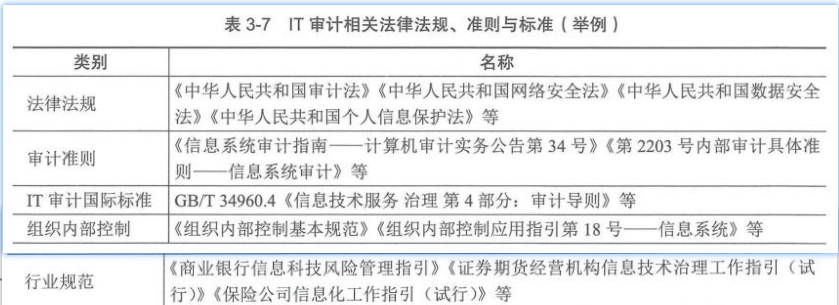 表 3-7 IT 审计相关法律法规、准则与标准（举例）
类别 名称
法律法规 《中华人民共和国审计法》《中华人民共和国网络安全法》《中华人民共和国数据安全
法》《中华人民共和国个人信息保护法》等
审计准则 《信息系统审计指南——计算机审计实务公告第 34 号》《第 2203 号内部审计具体准
则——信息系统审计》等
IT 审计国际标准 GB/T 34960.4《信息技术服务 治理 第 4 部分：审计导则》等
组织内部控制 《组织内部控制基本规范》《组织内部控制应用指引第 18 号——信息系统》等
行业规范 《商业银行信息科技风险管理指引》《证券期货经营机构信息技术治理工作指引（试
行）》《保险公司信息化工作指引（试行）》等